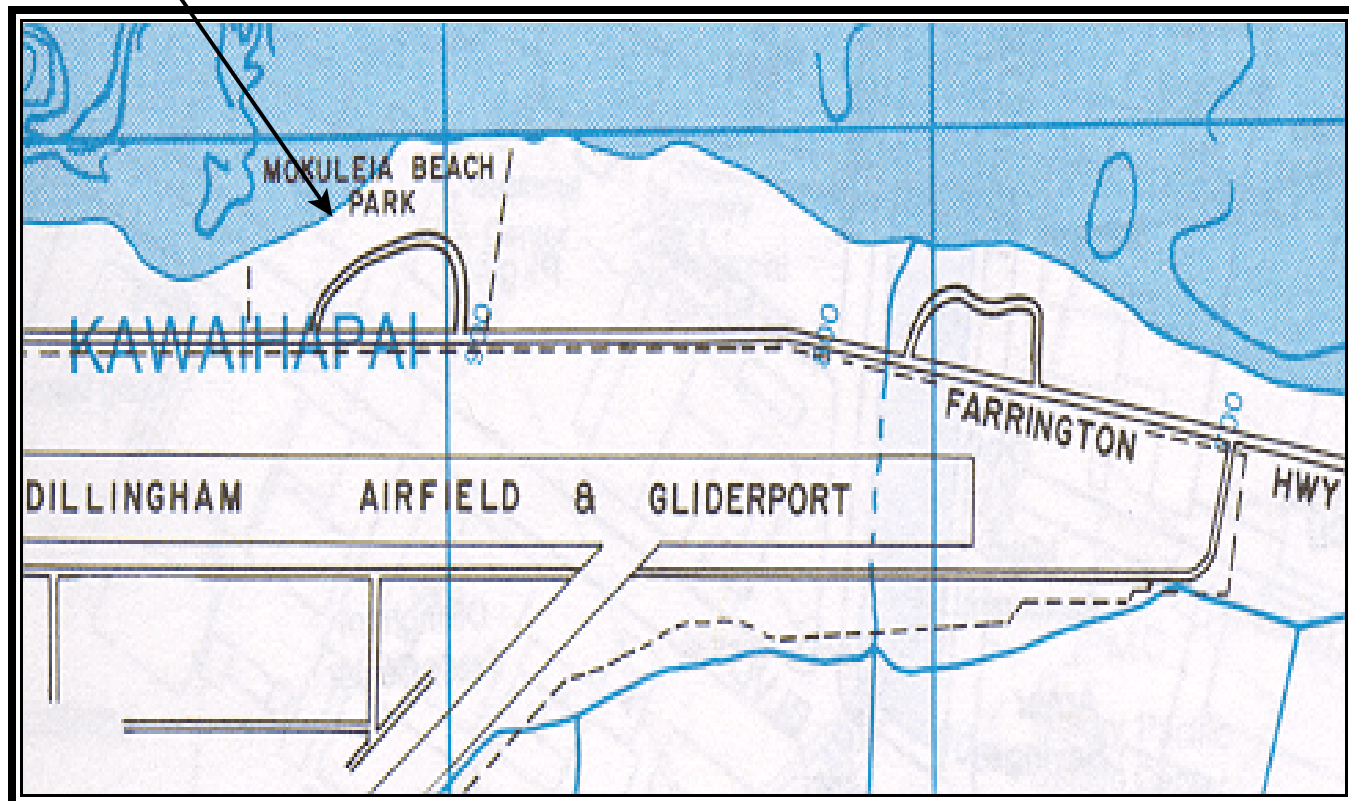 MOKULEIA BEACH
PARK
KAWAIHAPAI
FARRINGTON
HWY
DILLINGHAM AIRFIELD & GLIDERPORT